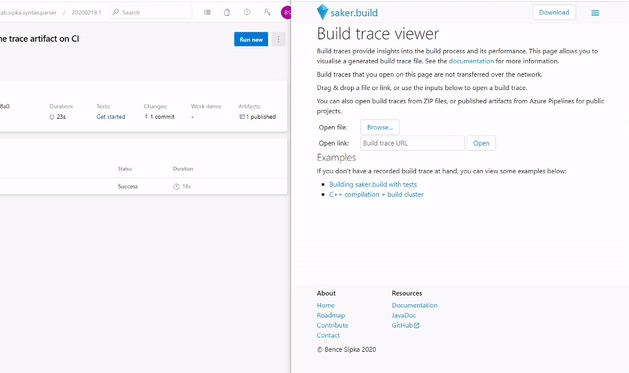 ab.sipka.syntax.parser / 20200219.1
Search
he trace artifact on CI
Run new
Duration:
Tests:
Changes:
Work items:
Artifacts:
8a0
23s
Get started
1 commit
-
1 published
Status
Duration
Success
16s
saker.build
Download
Build trace viewer
Build traces provide insights into the build process and its performance. This page allows you to
visualise a generated build trace file. See the documentation for more information.
Build traces that you open on this page are not transferred over the network.
Drag & drop a file or link, or use the inputs below to open a build trace.
You can also open build traces from ZIP files, or published artifacts from Azure Pipelines for public
projects.
Open file:
Browse...
Open link:
Build trace URL
Open
Examples
If you don't have a recorded build trace at hand, you can view some examples below:
Building saker.build with tests
C++ compilation + build cluster
About
Resources
Home
Documentation
Roadmap
JavaDoc
Contribute
GitHub
Contact
© Bence Sipka 2020